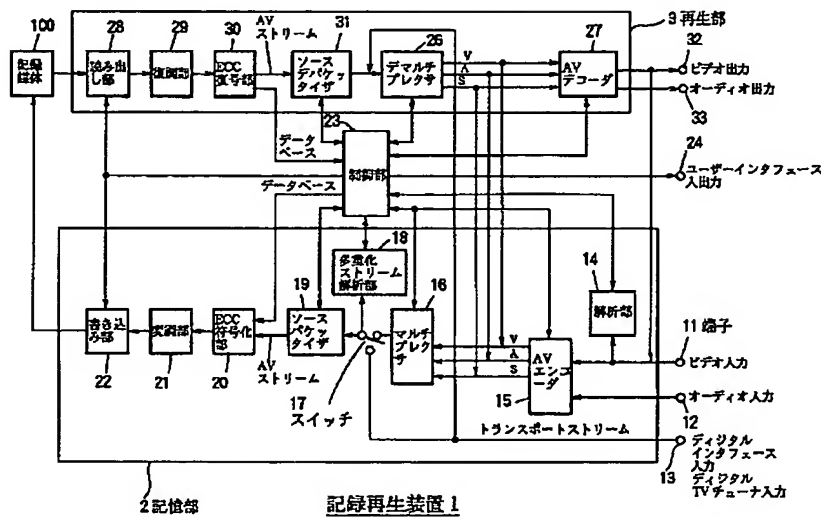 100
記録
媒体
28
読み出
し部
29
復調部
30
ECC
復号部
AV
ストリーム
31
ソース
デパケッ
タイザ
26
デマルチ
プレクサ
V
A
S
27
AV
デコーダ
3 再生部
32
ビデオ出力
オーディオ出力
33
データ
ベース
23
制御部
24
ユーザーインタフェース
入出力
データベース
18
多重化
ストリーム
解析部
14
解析部
22
書き込
み部
21
変調部
20
ECC
符号化
部
19
ソース
パケッ
タイザ
AV
ストリーム
17
スイッチ
16
マルチ
プレク
サ
V
A
S
AV
エンコ
ーダ
15
11 端子
ビデオ入力
オーディオ入力
12
トランスポートストリーム
13
ディジタル
インタフェース
入力
ディジタル
TVチューナ入力
2 記憶部
記録再生装置 1